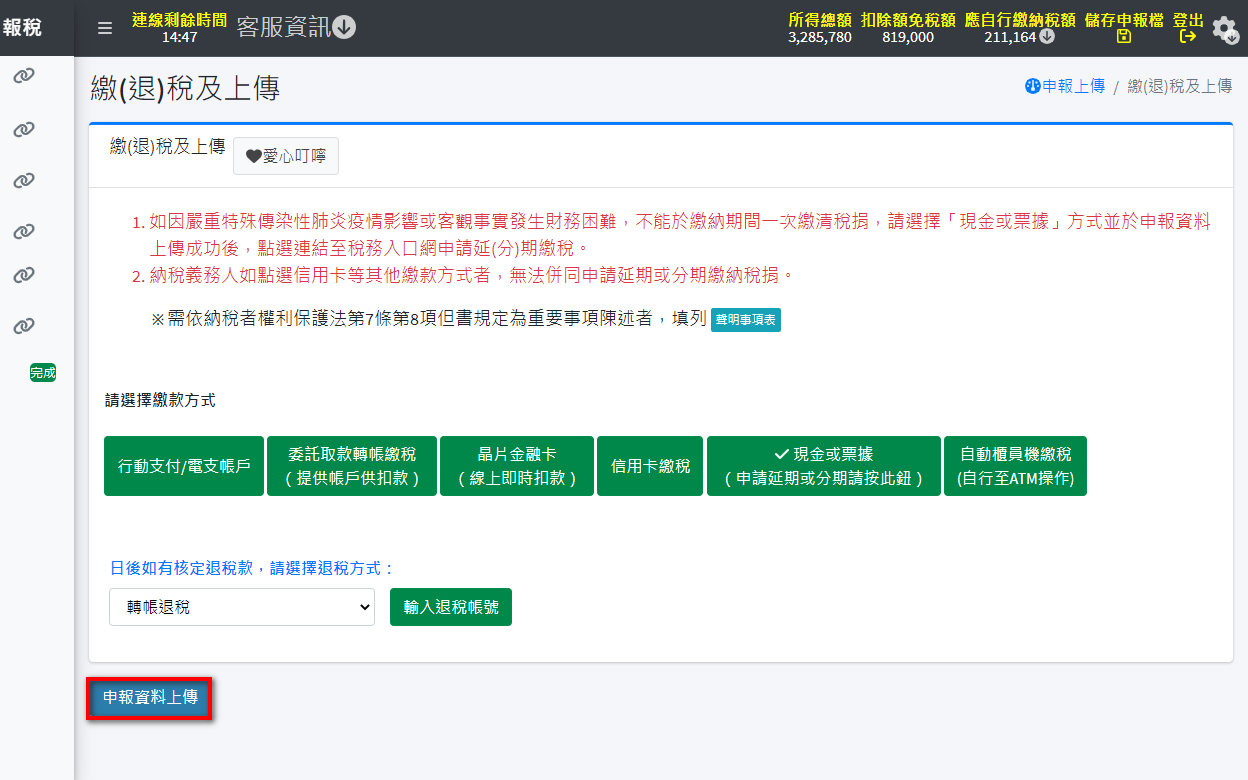 報稅
連線剩餘時間
14:47
客服資訊
所得總額 扣除額免稅額 應自行繳納稅額 儲存申報檔 登出
3,285,780 819,000 211,164
繳(退)稅及上傳
申報上傳 / 繳(退)稅及上傳
繳(退)稅及上傳 愛心叮嚀
1. 如因嚴重特殊傳染性肺炎疫情影響或客觀事實發生財務困難，不能於繳納期間一次繳清稅捐，請選擇「現金或票據」方式並於申報資料
上傳成功後，點選連結至稅務入口網申請延(分)期繳稅。
2. 納稅義務人如點選信用卡等其他繳款方式者，無法併同申請延期或分期繳納稅捐。
※需依納稅者權利保護法第7條第8項但書規定為重要事項陳述者，填列 聲明事項表
完成
請選擇繳款方式
行動支付/電支帳戶
委託取款轉帳繳稅
（提供帳戶供扣款）
晶片金融卡
（線上即時扣款）
信用卡繳稅
現金或票據
（申請延期或分期請按此鈕）
自動櫃員機繳稅
(自行至ATM操作)
日後如有核定退稅款，請選擇退稅方式：
轉帳退稅 輸入退稅帳號
申報資料上傳